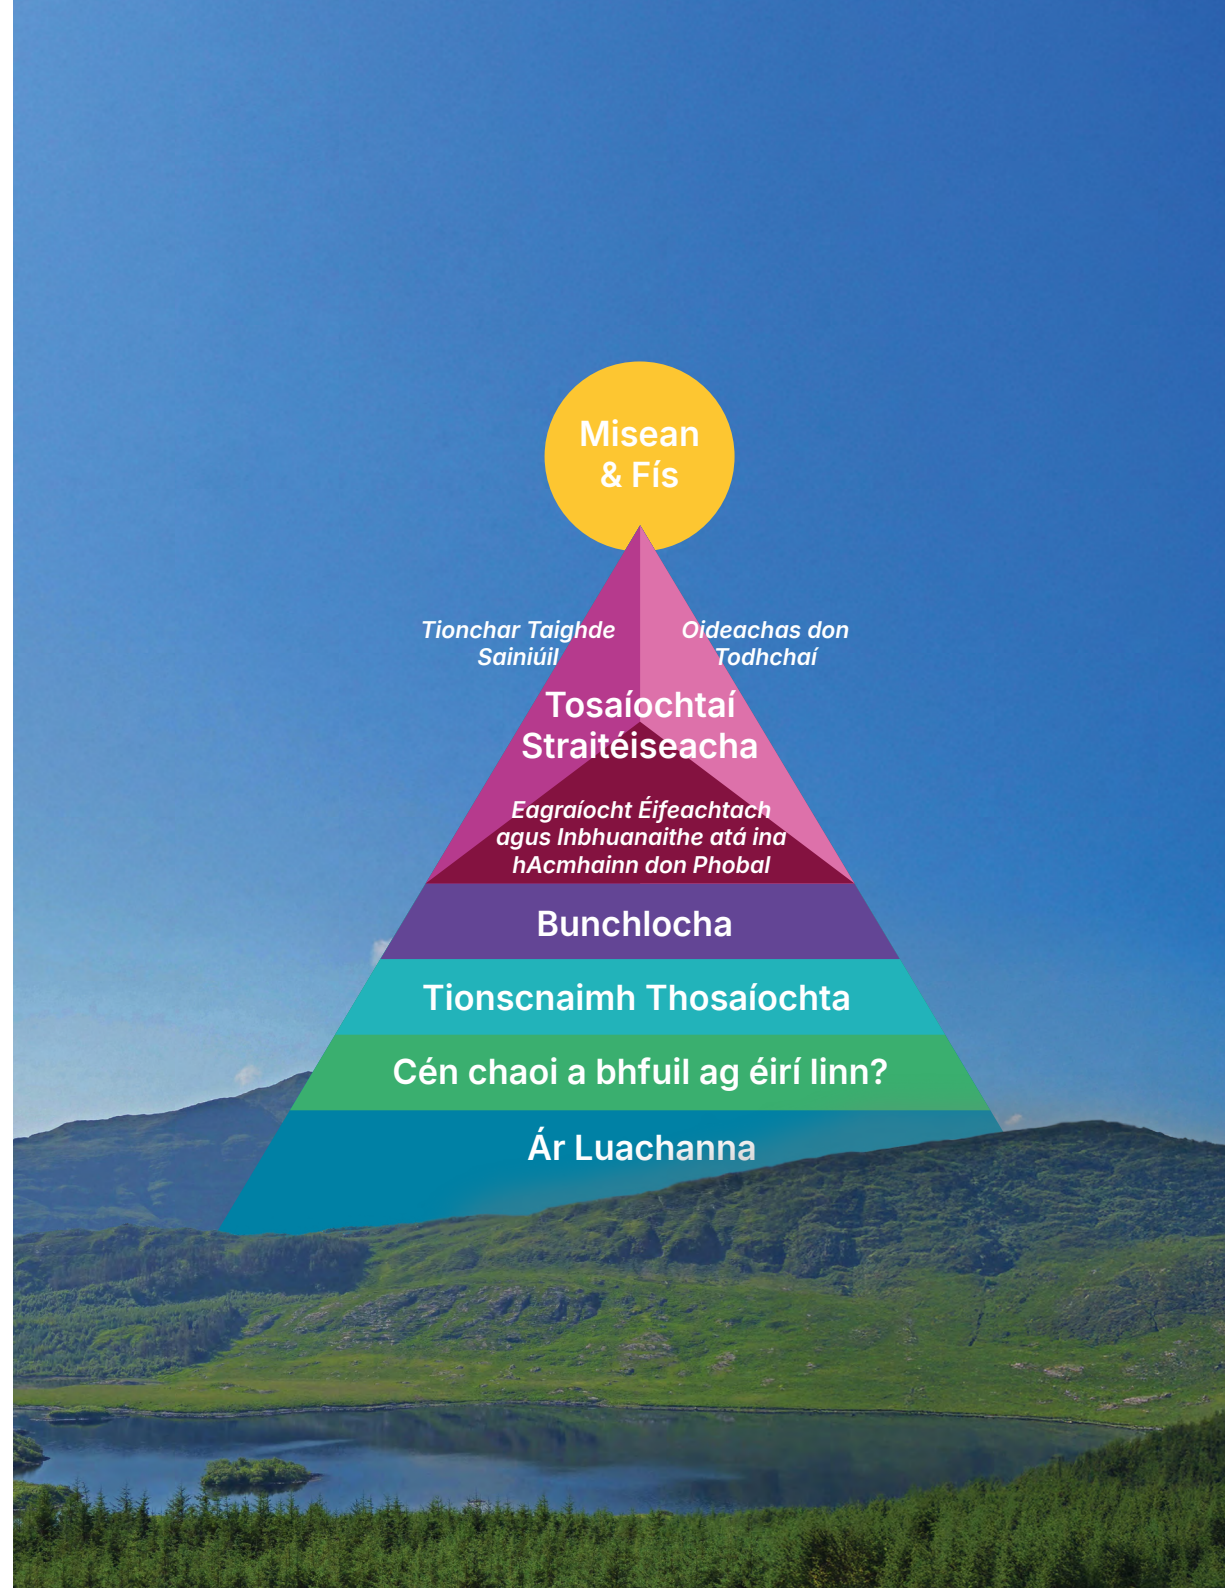 Misean
& Fís
Tionchar Taighde
Sainiúil
Oideachas don
Todhchaí
Tosaíochtaí
Straitéiseacha
Eagraíocht Éifeachtach
agus Inbhuanaithe atá ina
hAcmhainn don Phobal
Bunchlocha
Tionscnaimh Thosaíochta
Cén chaoi a bhfuil ag éirí linn?
Ár Luachanna